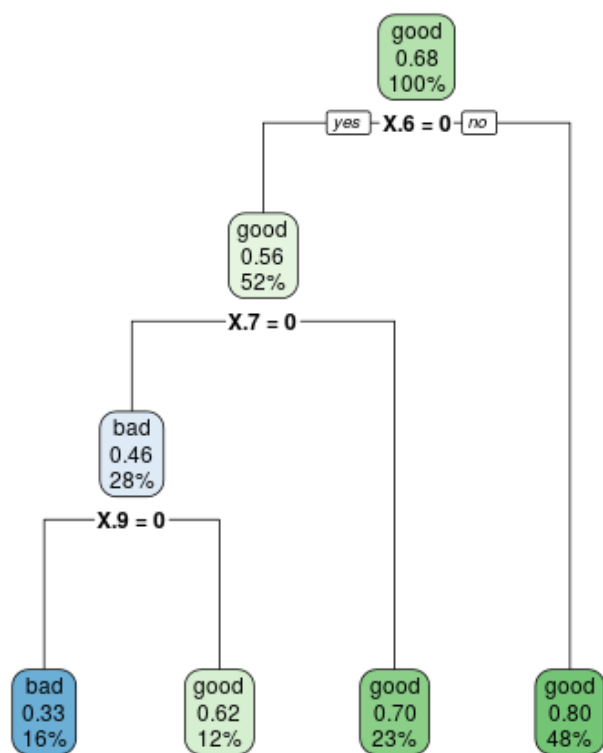 good
0.68
100%
yes X.6 = 0 no
good
0.56
52%
X.7 = 0
bad
0.46
28%
X.9 = 0
bad
0.33
16%
good
0.62
12%
good
0.70
23%
good
0.80
48%